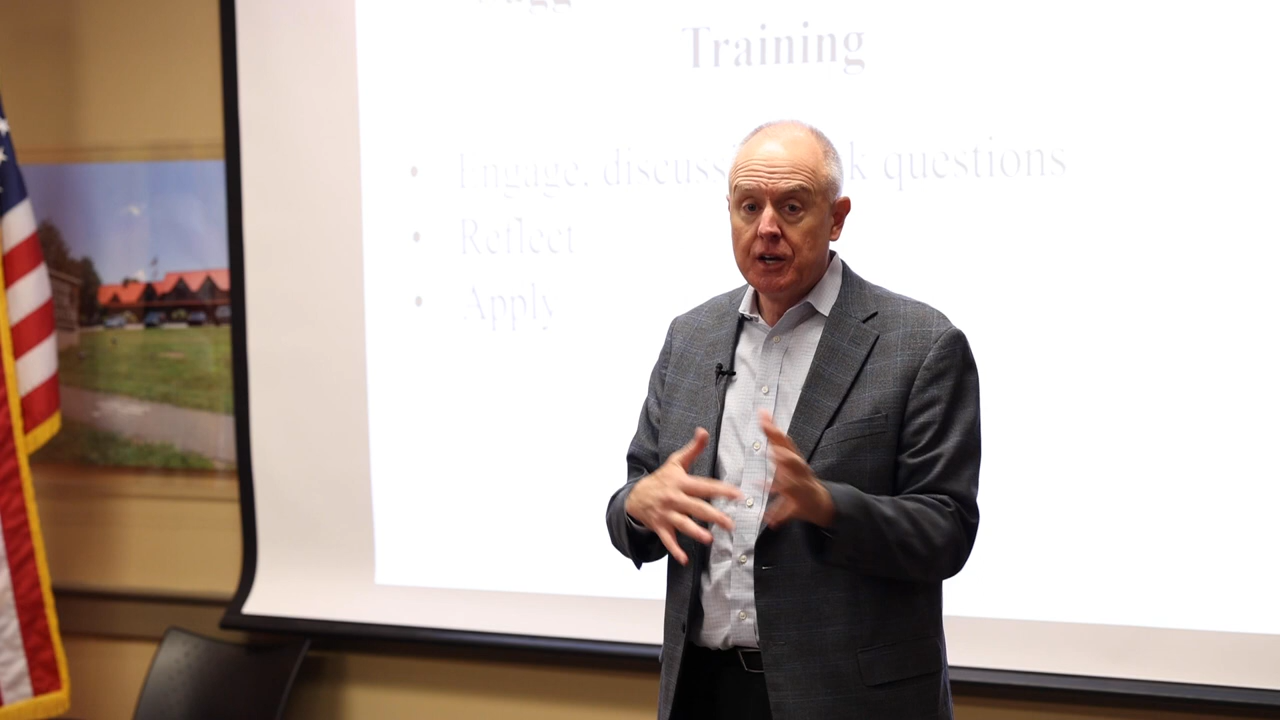 Training
• Engage, discuss questions
• Reflect
• Apply